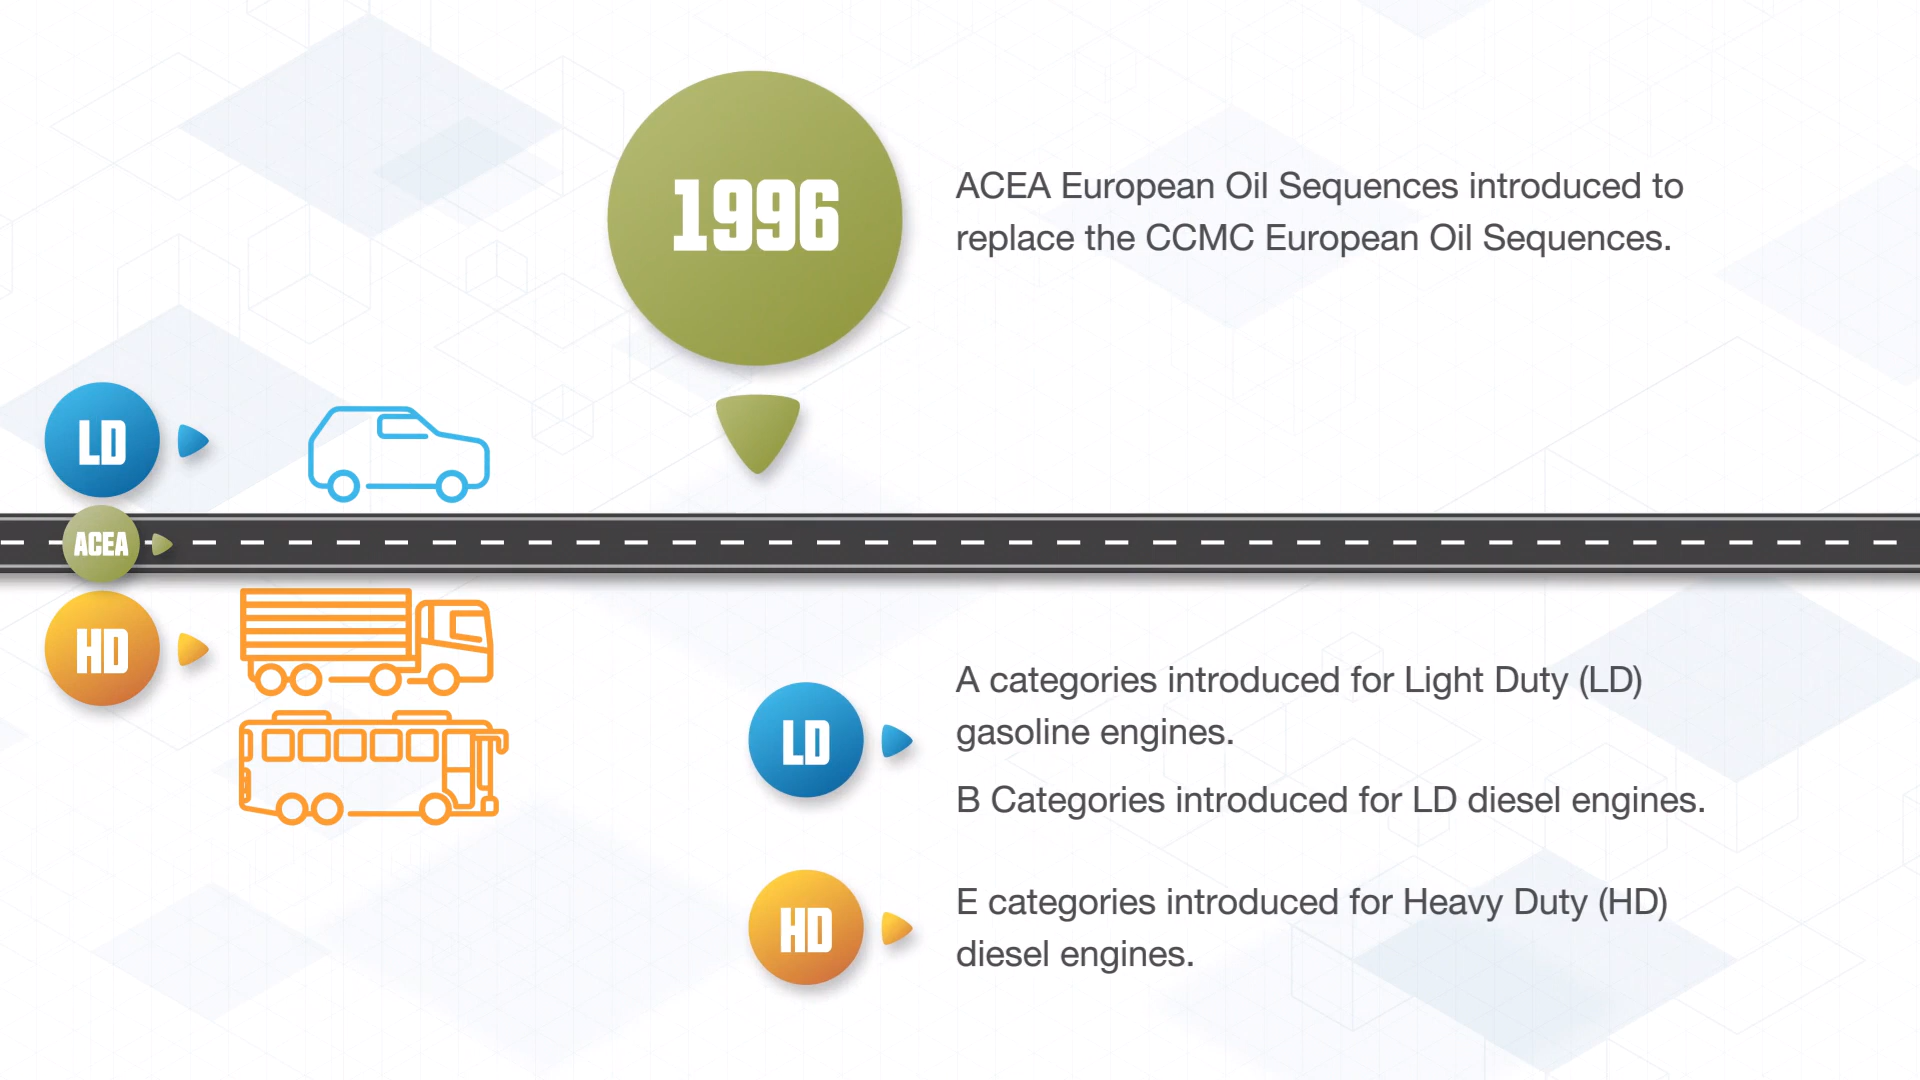 1996
ACEA European Oil Sequences introduced to
replace the CCMC European Oil Sequences.
LD
ACEA
HD
LD
A categories introduced for Light Duty (LD)
gasoline engines.
B Categories introduced for LD diesel engines.
HD
E categories introduced for Heavy Duty (HD)
diesel engines.